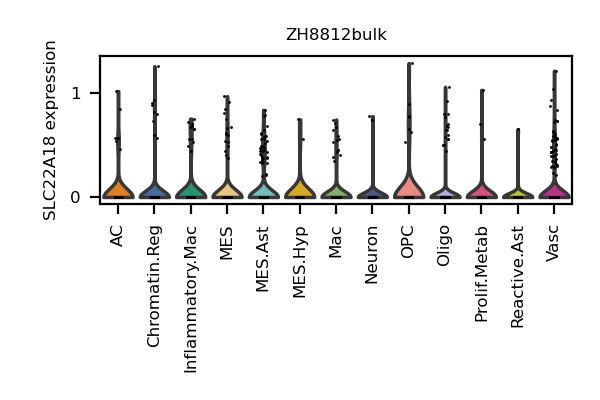 ZH8812bulk
SLC22A18 expression
1
0
AC
Chromatin.Reg
Inflammatory.Mac
MES
MES.Ast
MES.Hyp
Mac
Neuron
OPC
Oligo
Prolif.Metab
Reactive.Ast
Vasc